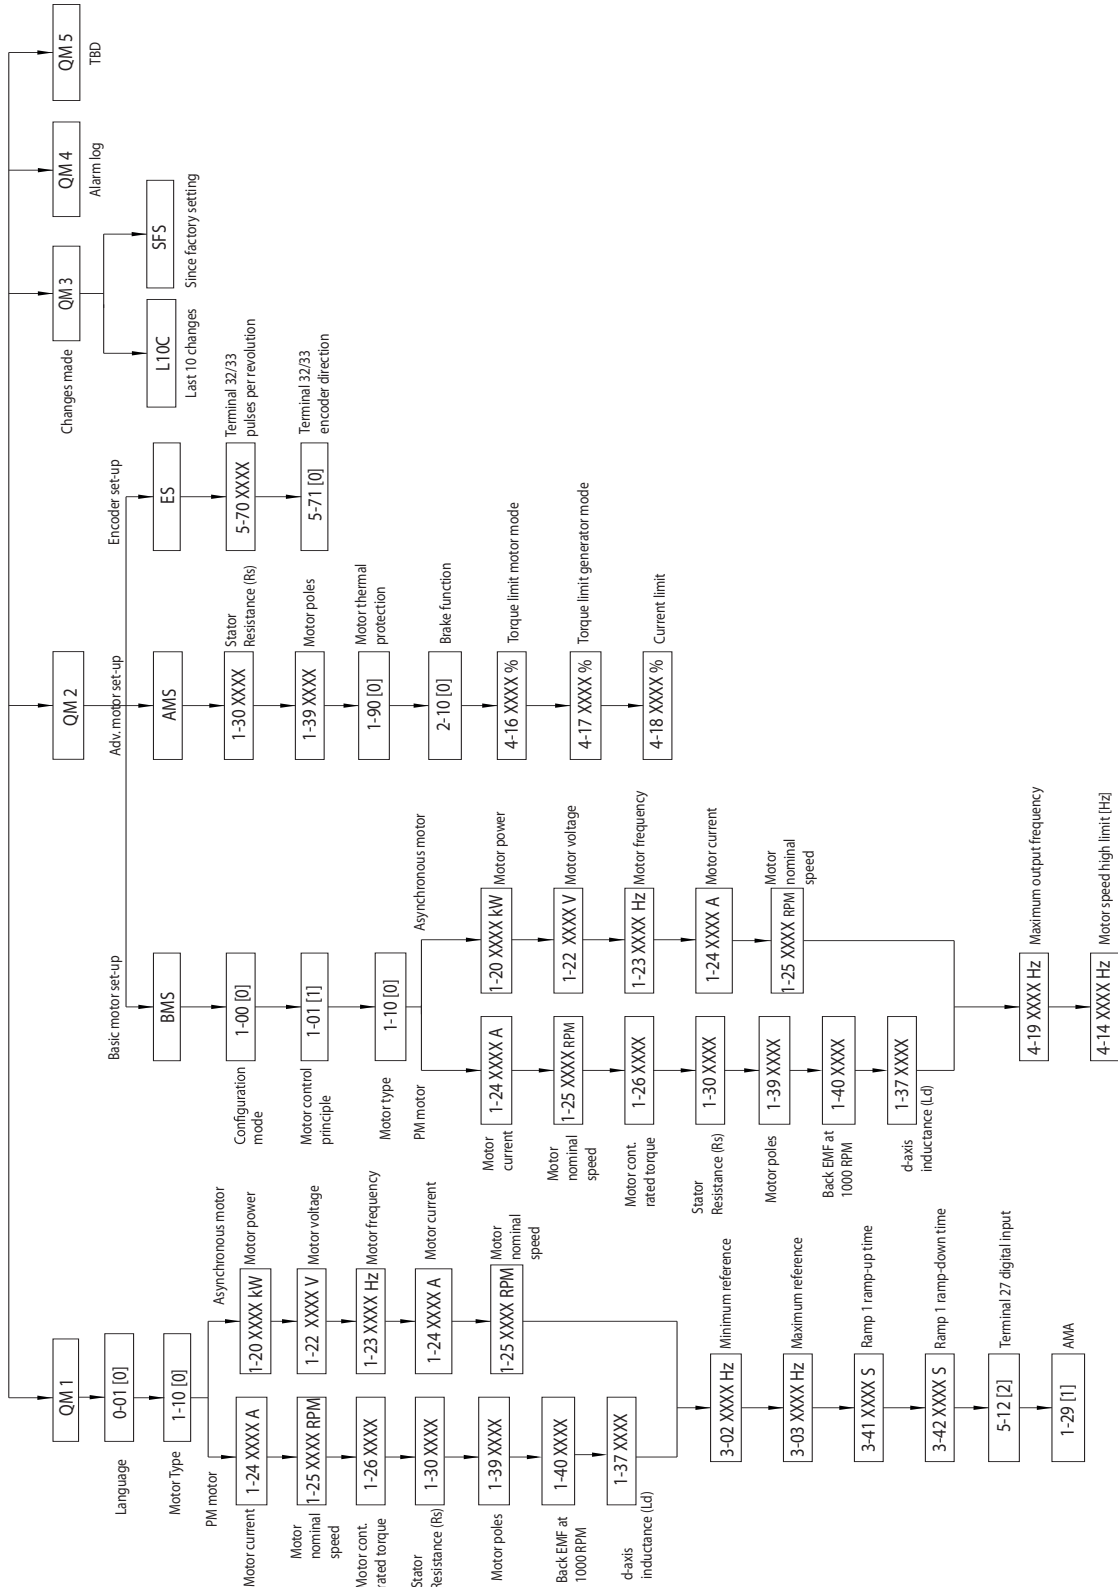 QM 1
Language
0-01 [0]
Motor Type
1-10 [0]
PM motor
Motor current
1-24 XXXX A
Motor
nominal
speed
1-25 XXXX RPM
Motor cont.
rated torque
1-26 XXXX
Stator
Resistance (Rs)
1-30 XXXX
Motor poles
1-39 XXXX
Back EMF at
1000 RPM
1-40 XXXX
d-axis
inductance (Ld)
1-37 XXXX
Asynchronous motor
1-20 XXXX kW
Motor power
1-22 XXXX V
Motor voltage
1-23 XXXX Hz
Motor frequency
1-24 XXXX A
Motor current
1-25 XXXX RPM
Motor
nominal
speed
3-02 XXXX Hz
Minimum reference
3-03 XXXX Hz
Maximum reference
3-41 XXXX S
Ramp 1 ramp-up time
3-42 XXXX S
Ramp 1 ramp-down time
5-12 [2]
Terminal 27 digital input
1-29 [1]
AMA
QM 2
Basic motor set-up
BMS
Configuration
mode
1-00 [0]
Motor control
principle
1-01 [1]
Motor type
1-10 [0]
PM motor
Motor
current
1-24 XXXX A
Motor
nominal
speed
1-25 XXXX RPM
Motor cont.
rated torque
1-26 XXXX
Stator
Resistance (Rs)
1-30 XXXX
Motor poles
1-39 XXXX
Back EMF at
1000 RPM
1-40 XXXX
d-axis
inductance (Ld)
1-37 XXXX
Asynchronous motor
1-20 XXXX kW
Motor power
1-22 XXXX V
Motor voltage
1-23 XXXX Hz
Motor frequency
1-24 XXXX A
Motor current
1-25 XXXX RPM
Motor
nominal
speed
4-19 XXXX Hz
Maximum output frequency
4-14 XXXX Hz
Motor speed high limit [Hz]
Adv. motor set-up
AMS
1-30 XXXX
Stator
Resistance (Rs)
1-39 XXXX
Motor poles
1-90 [0]
Motor thermal
protection
2-10 [0]
Brake function
4-16 XXXX %
Torque limit motor mode
4-17 XXXX %
Torque limit generator mode
4-18 XXXX %
Current limit
Encoder set-up
ES
5-70 XXXX
Terminal 32/33
pulses per revolution
5-71 [0]
Terminal 32/33
encoder direction
Changes made
QM 3
L10C
Last 10 changes
SFS
Since factory setting
QM 4
Alarm log
QM 5
TBD